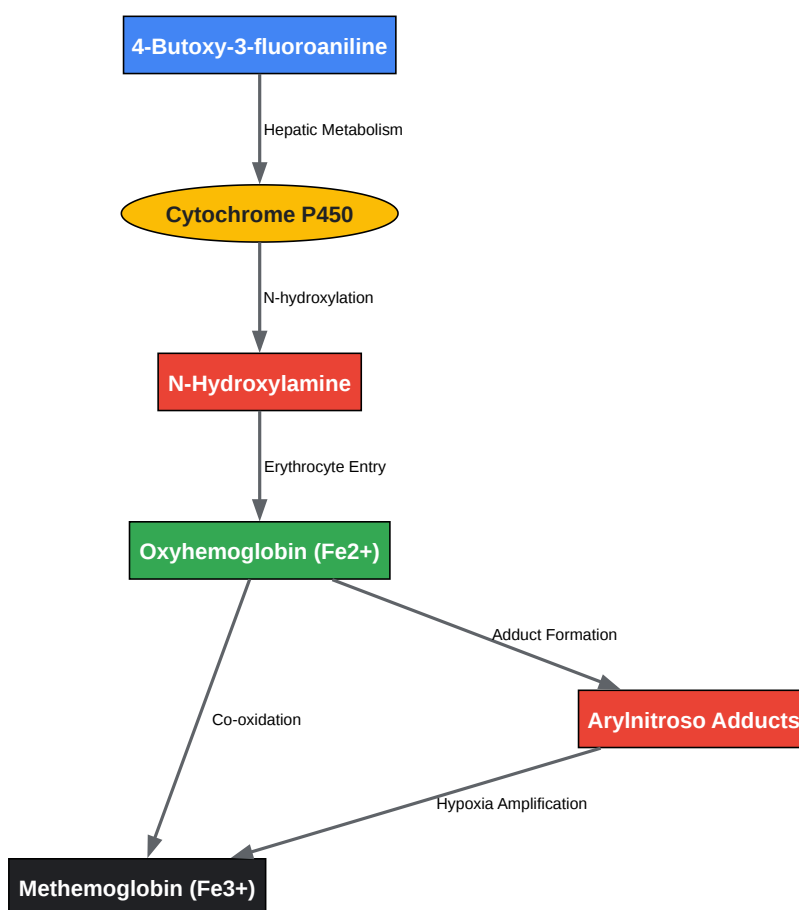 4-Butoxy-3-fluoroaniline
Hepatic Metabolism
Cytochrome P450
N-hydroxylation
N-Hydroxylamine
Erythrocyte Entry
Oxyhemoglobin (Fe2+)
Adduct Formation
Co-oxidation
Arylnitroso Adducts
Hypoxia Amplification
Methemoglobin (Fe3+)